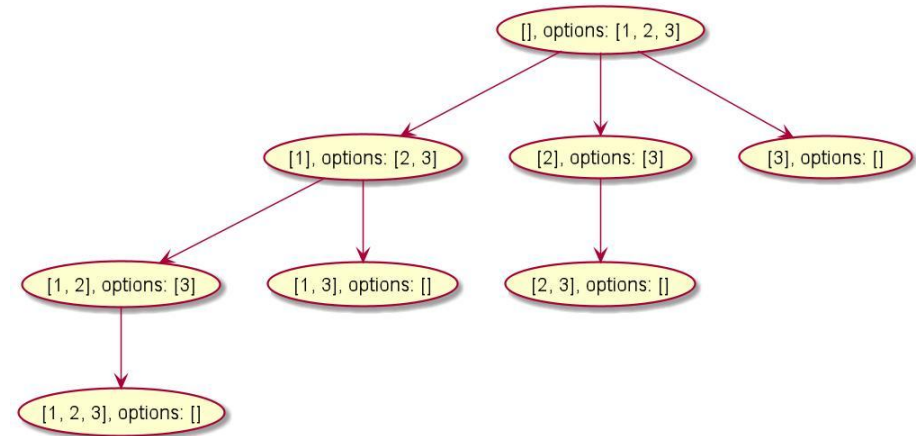 [], options: [1, 2, 3]
[1], options: [2, 3]
[2], options: [3]
[3], options: []
[1, 2], options: [3]
[1, 3], options: []
[2, 3], options: []
[1, 2, 3], options: []